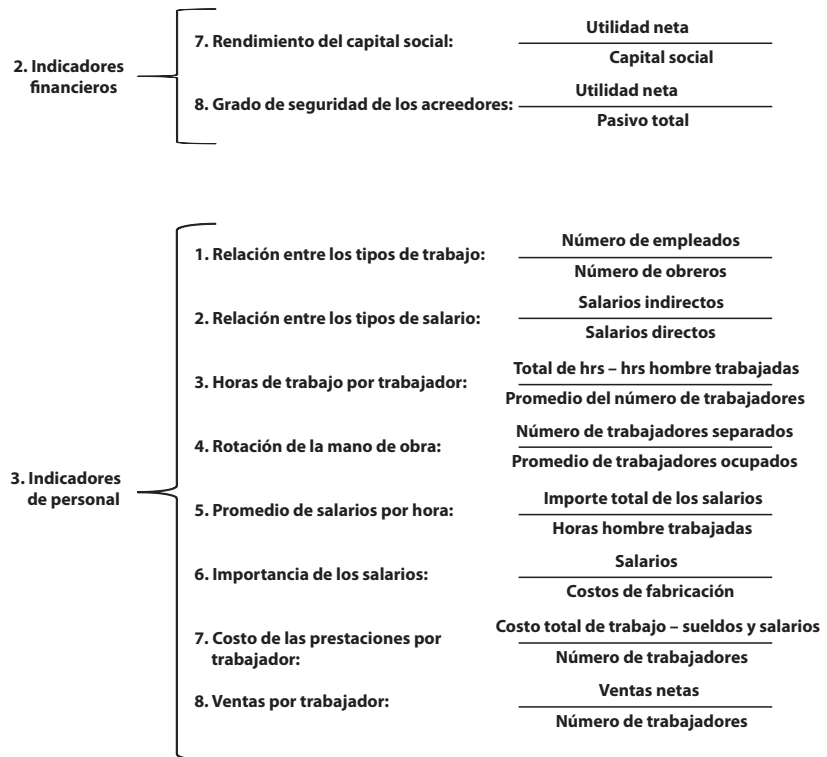 2. Indicadores
financieros
7. Rendimiento del capital social:
Utilidad neta
Capital social
8. Grado de seguridad de los acreedores:
Utilidad neta
Pasivo total
3. Indicadores
de personal
1. Relación entre los tipos de trabajo:
Número de empleados
Número de obreros
2. Relación entre los tipos de salario:
Salarios indirectos
Salarios directos
3. Horas de trabajo por trabajador:
Total de hrs – hrs hombre trabajadas
Promedio del número de trabajadores
4. Rotación de la mano de obra:
Número de trabajadores separados
Promedio de trabajadores ocupados
5. Promedio de salarios por hora:
Importe total de los salarios
Horas hombre trabajadas
6. Importancia de los salarios:
Salarios
Costos de fabricación
7. Costo de las prestaciones por
trabajador:
Costo total de trabajo – sueldos y salarios
Número de trabajadores
8. Ventas por trabajador:
Ventas netas
Número de trabajadores